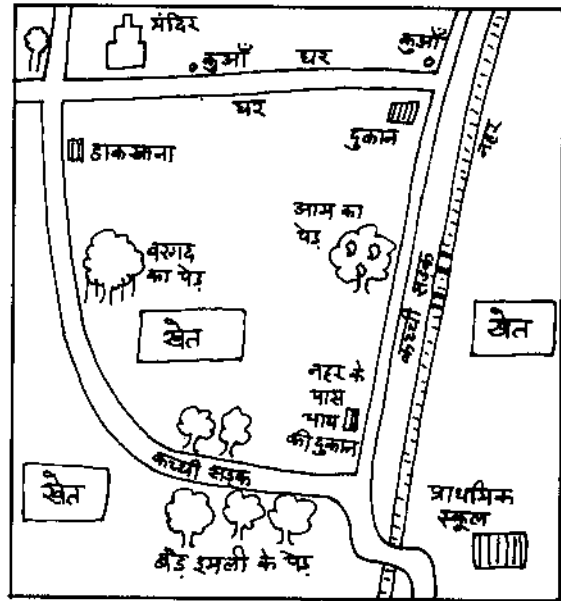 मंदिर
कुआँ
घर
कुआँ
घर
दुकान
नहर
डाकखाना
आम का
पेड़
बरगद
का पेड़
कच्ची सड़क
खेत
खेत
नहर के
पास
चाय
की दुकान
कच्ची सड़क
खेत
प्राथमिक
स्कूल
इमली के पेड़